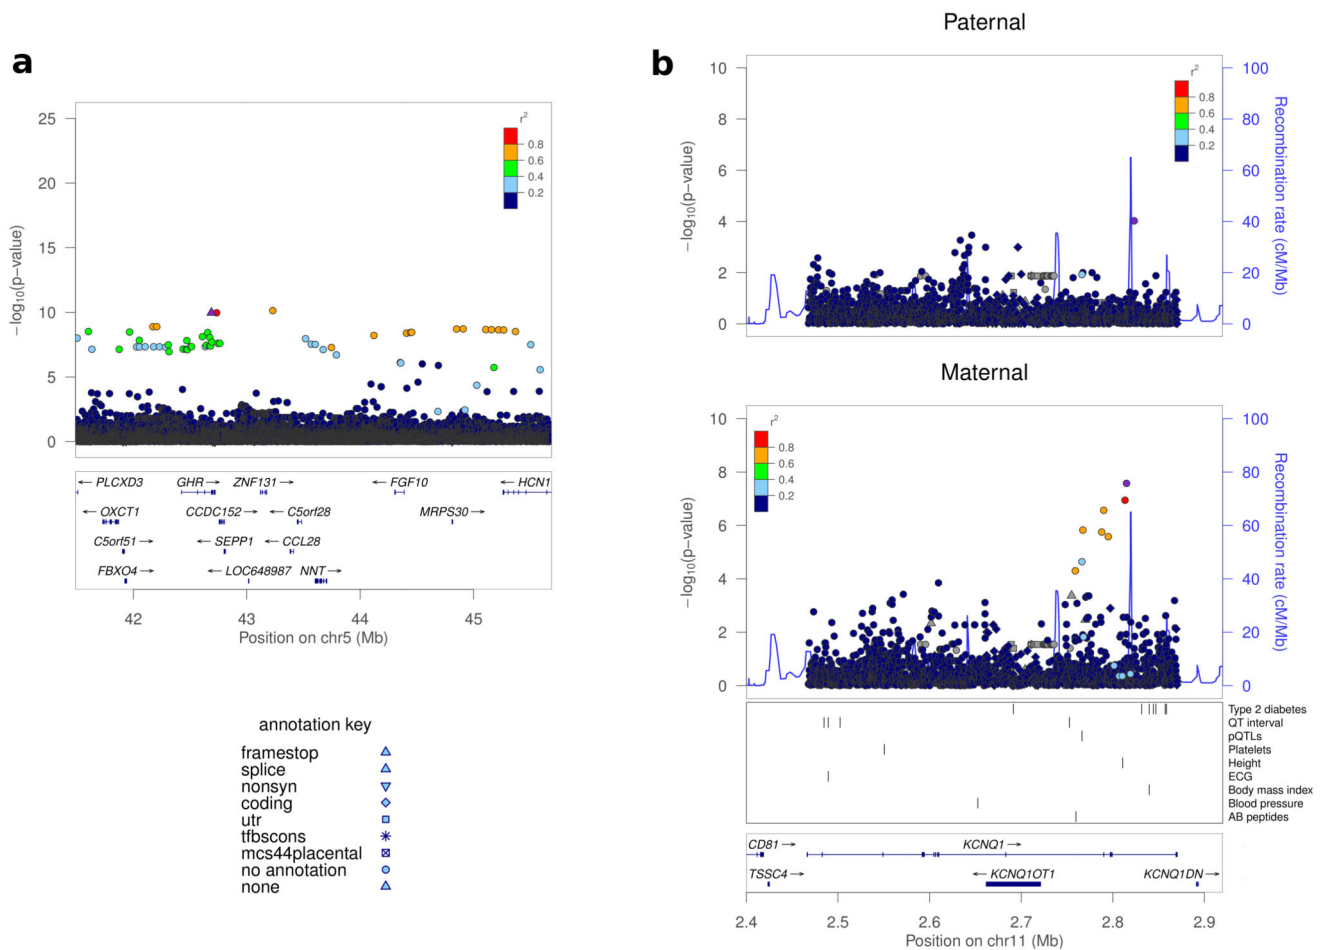 a
25
20
15
10
5
0
−log10(p−value)
r2
0.8
0.6
0.4
0.2
PLCXD3 GHR ZNF131 FGF10 HCN1
OXCT1 CCDC152 C5orf28 MRPS30
C5orf51 SEPP1 CCL28
FBXO4 LOC648987 NNT
42 43 44 45
Position on chr5 (Mb)
annotation key
framestop
splice
nonsyn
coding
utr
tfbscons
mcs44placental
no annotation
none
b
Paternal
10
8
6
4
2
0
−log10(p−value)
r2
0.8
0.6
0.4
0.2
100
80
60
40
20
0
Recombination rate (cM/Mb)
Maternal
10
8
6
4
2
0
−log10(p−value)
r2
0.8
0.6
0.4
0.2
100
80
60
40
20
0
Recombination rate (cM/Mb)
Type 2 diabetes
QT interval
pQTLs
Platelets
Height
ECG
Body mass index
Blood pressure
AB peptides
CD81 KCNQ1
TSSC4 KCNQ1OT1 KCNQ1DN
2.4 2.5 2.6 2.7 2.8 2.9
Position on chr11 (Mb)